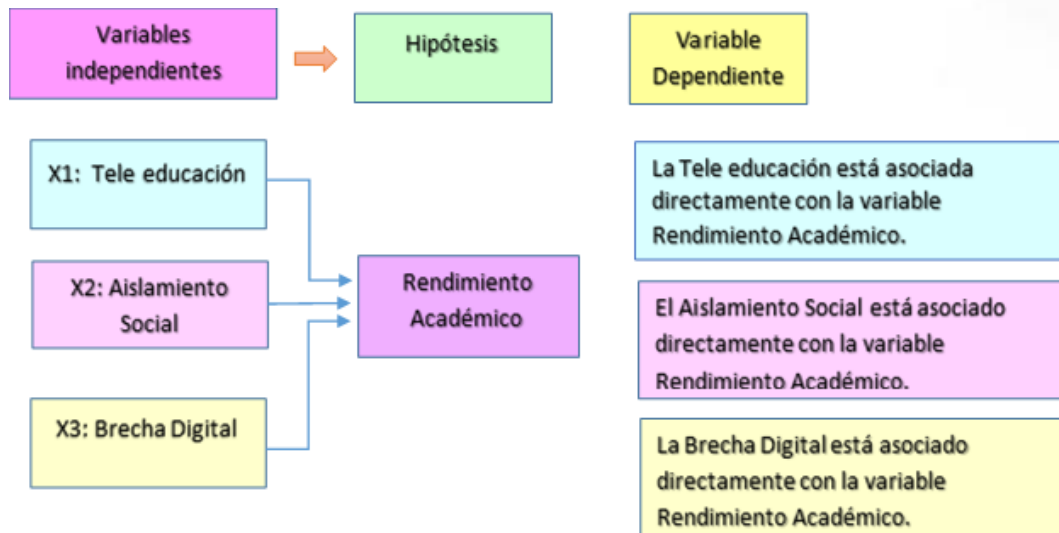 Variables
independientes
Hipótesis
Variable
Dependiente
X1: Tele educación
X2: Aislamiento
Social
X3: Brecha Digital
Rendimiento
Académico
La Tele educación está asociada
directamente con la variable
Rendimiento Académico.
El Aislamiento Social está asociado
directamente con la variable
Rendimiento Académico.
La Brecha Digital está asociado
directamente con la variable
Rendimiento Académico.